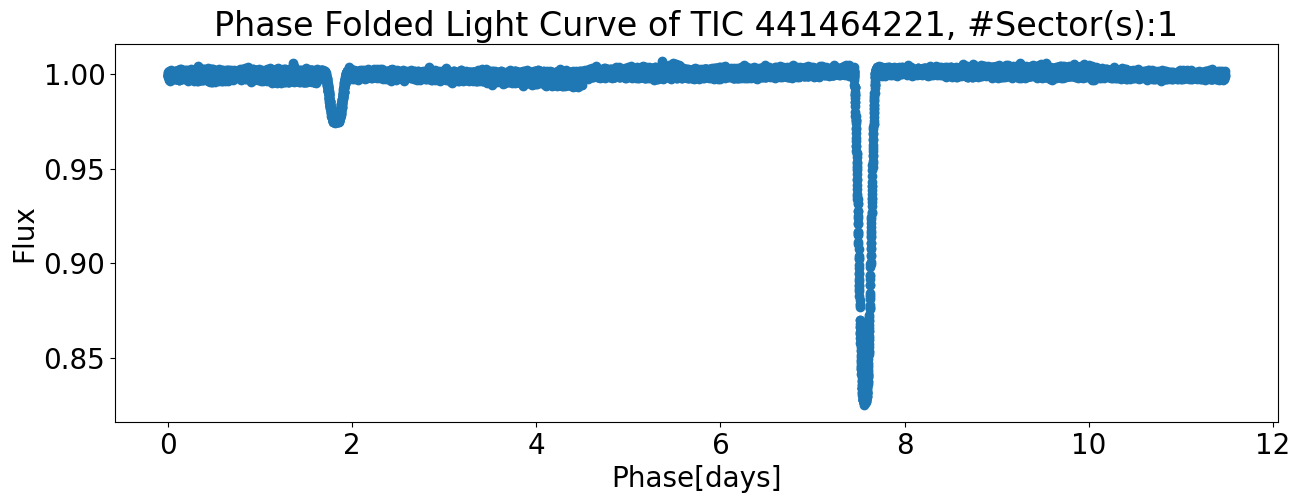 Phase Folded Light Curve of TIC 441464221, #Sector(s):1
1.00
0.95
0.90
0.85
Flux
0 2 4 6 8 10 12
Phase[days]